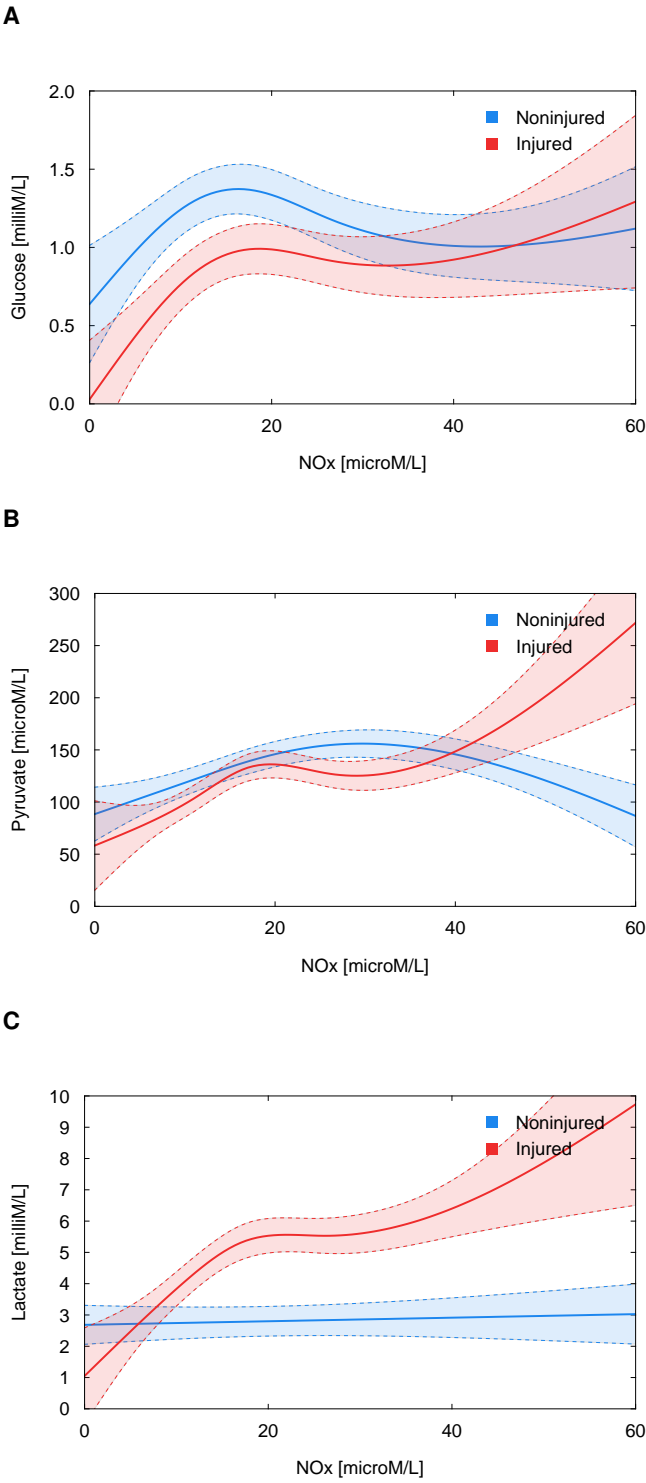 A
2.0
1.5
1.0
0.5
0.0
Glucose [milliM/L]
Noninjured
Injured
0 20 40 60
NOx [microM/L]
B
300
250
200
150
100
50
0
Pyruvate [microM/L]
Noninjured
Injured
0 20 40 60
NOx [microM/L]
C
10
9
8
7
6
5
4
3
2
1
0
Lactate [milliM/L]
Noninjured
Injured
0 20 40 60
NOx [microM/L]